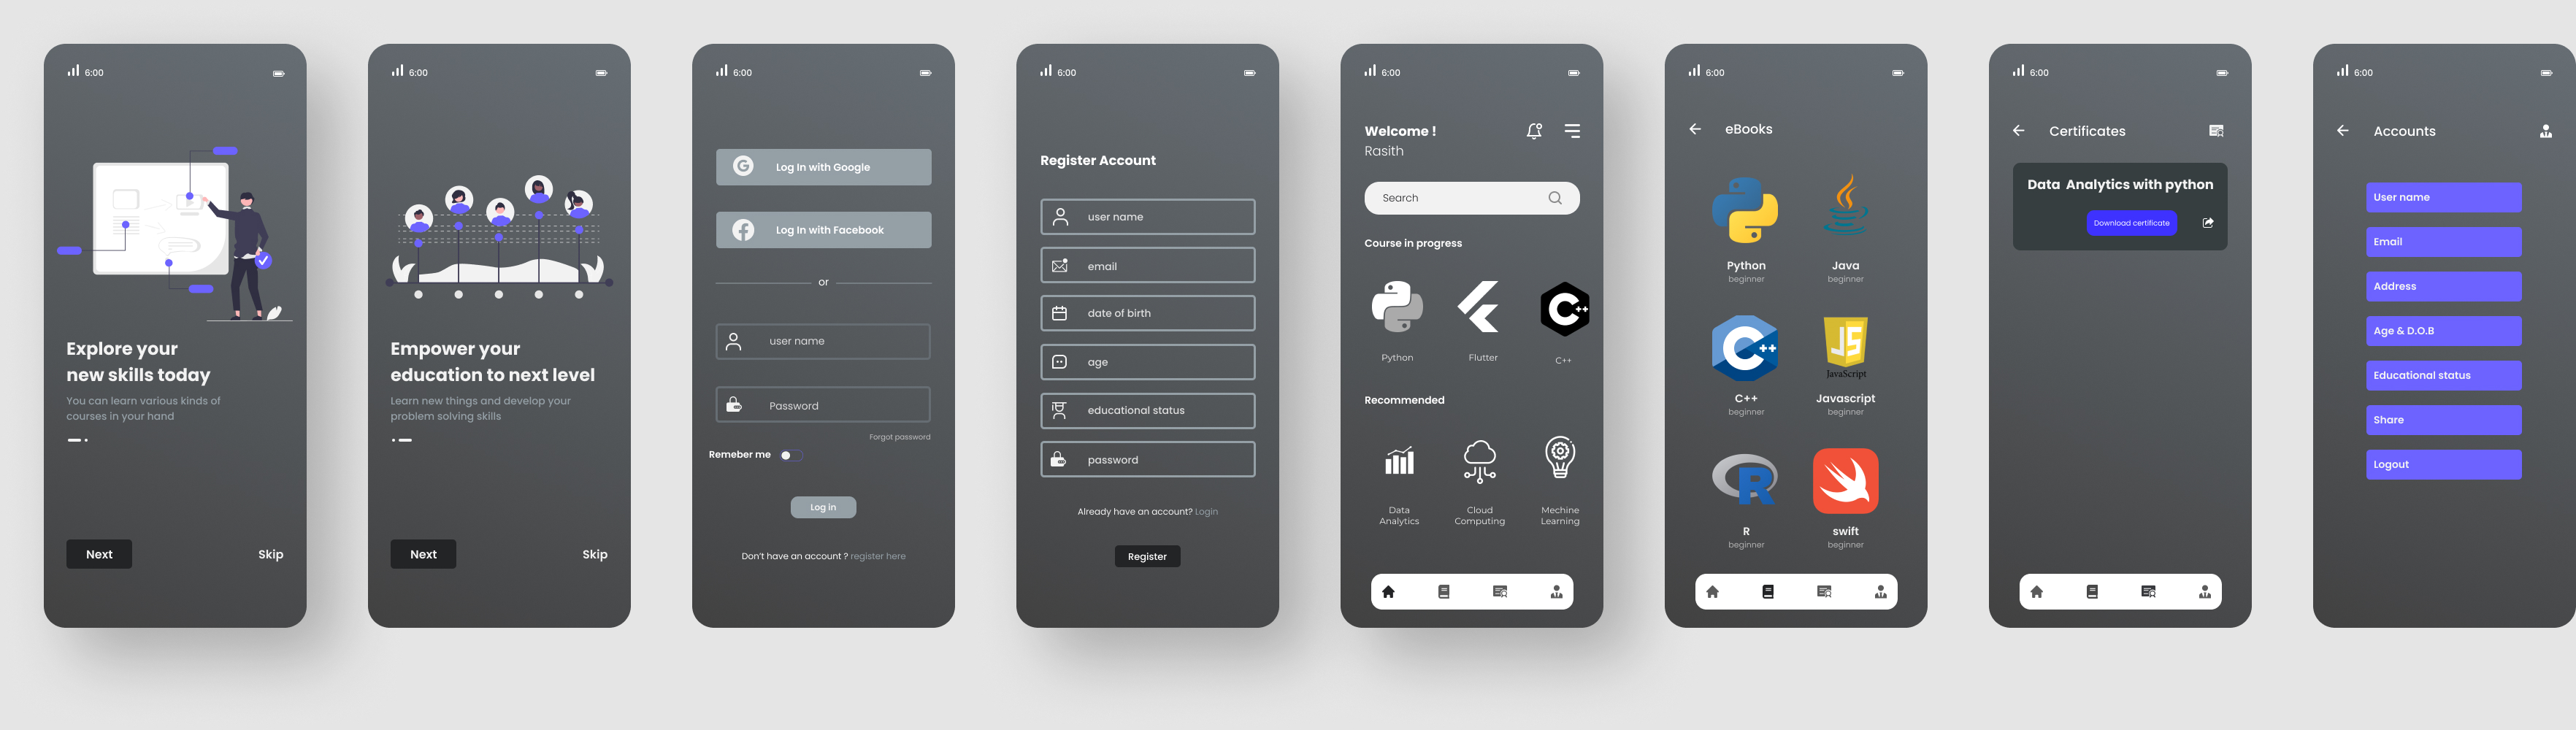 6:00
Explore your
new skills today
You can learn various kinds of
courses in your hand
Next
Skip
6:00
Empower your
education to next level
Learn new things and develop your
problem solving skills
Next
Skip
6:00
G
Log In with Google
f
Log In with Facebook
or
user name
Password
Forgot password
Remeber me
Log in
Don't have an account ? register here
6:00
Register Account
user name
email
date of birth
age
educational status
password
Already have an account? Login
Register
6:00
Welcome !
Rasith
Search
Course in progress
C++
Python
Flutter
C++
Recommended
Data
Analytics
Cloud
Computing
Mechine
Learning
6:00
eBooks
Python
beginner
Java
beginner
C++
JS
JavaScript
C++
beginner
Javascript
beginner
R
R
beginner
swift
beginner
6:00
Certificates
Data Analytics with python
Download certificate
6:00
Accounts
User name
Email
Address
Age & D.O.B
Educational status
Share
Logout